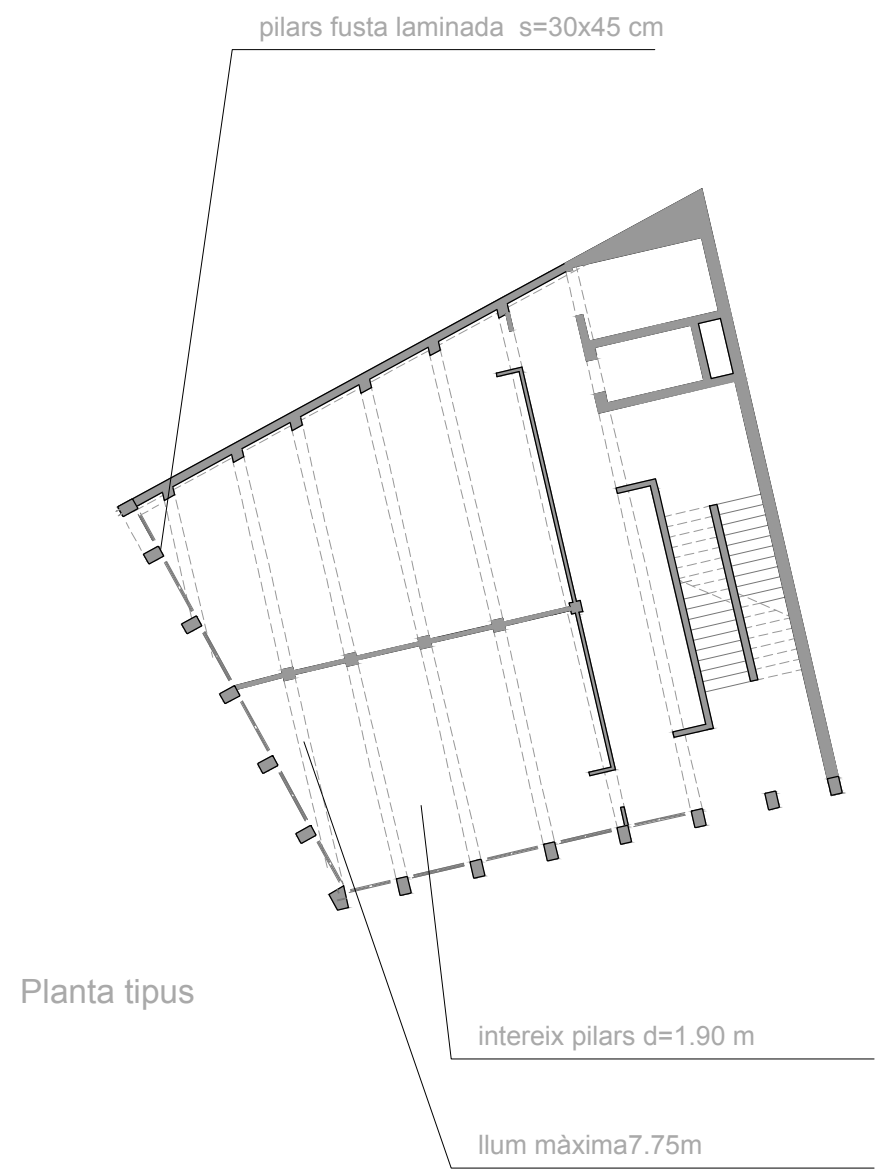 pilars fusta laminada  s=30x45 cm
Planta tipus
intereix pilars d=1.90 m
llum màxima7.75m